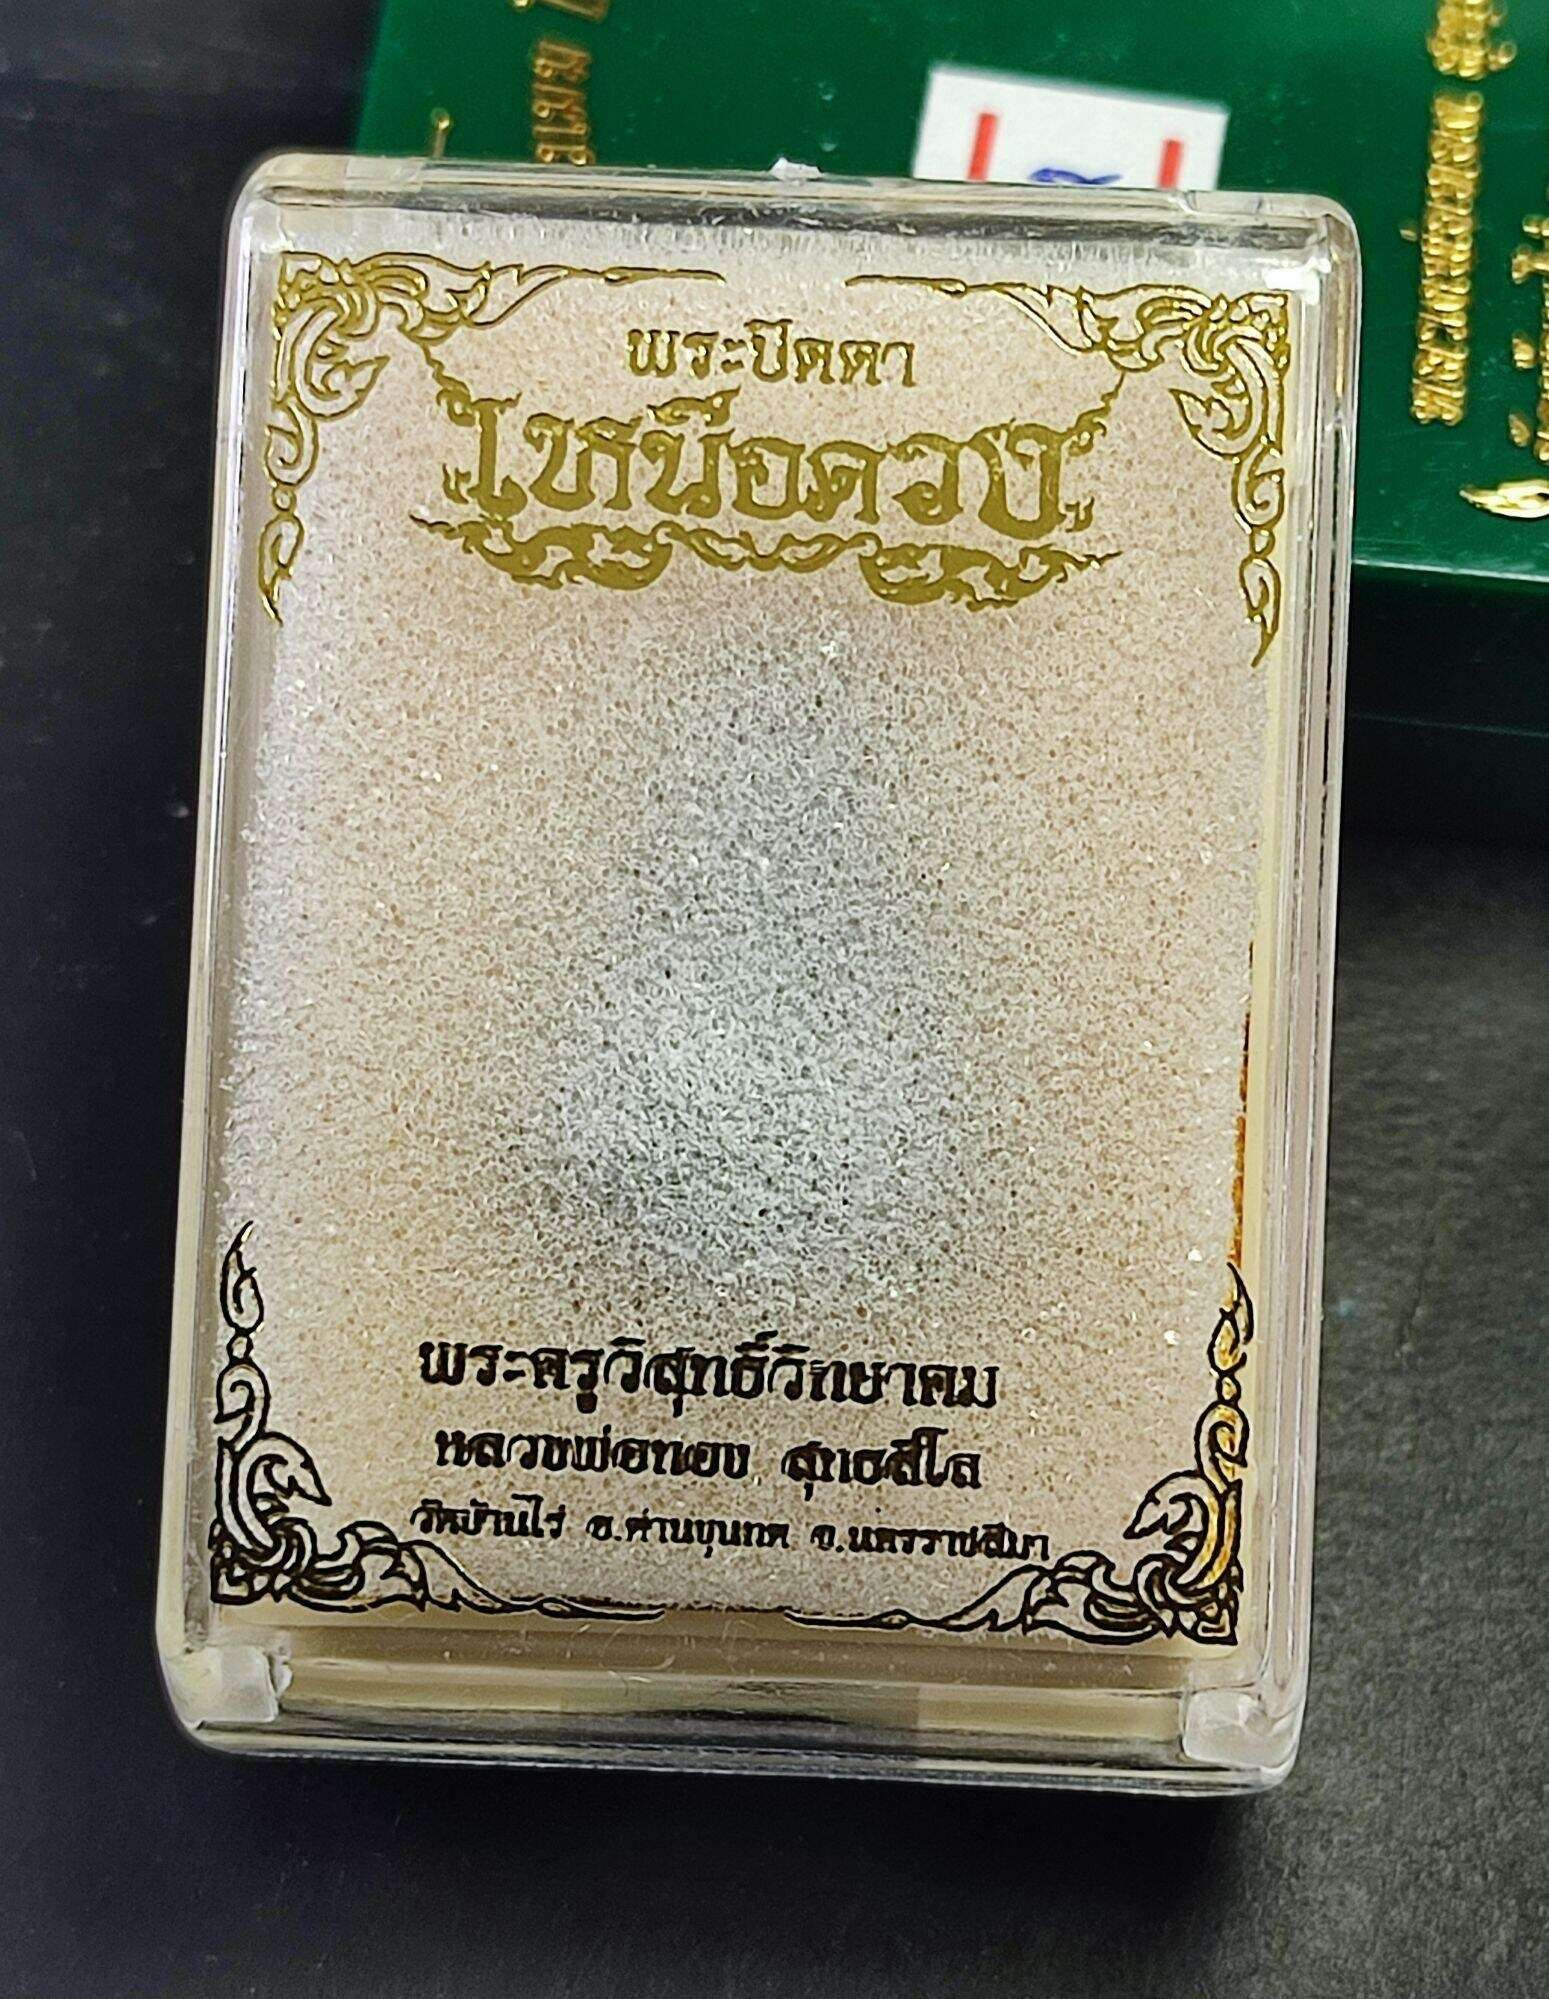 พระปิดตา
เหนือดวง
พระครูวิสุทธิ์วิทยาคม
หลวงพ่อทอง สุทธสีโล
วัดบ้านไร่ อ.ด่านขุนทด จ.นครราชสีมา